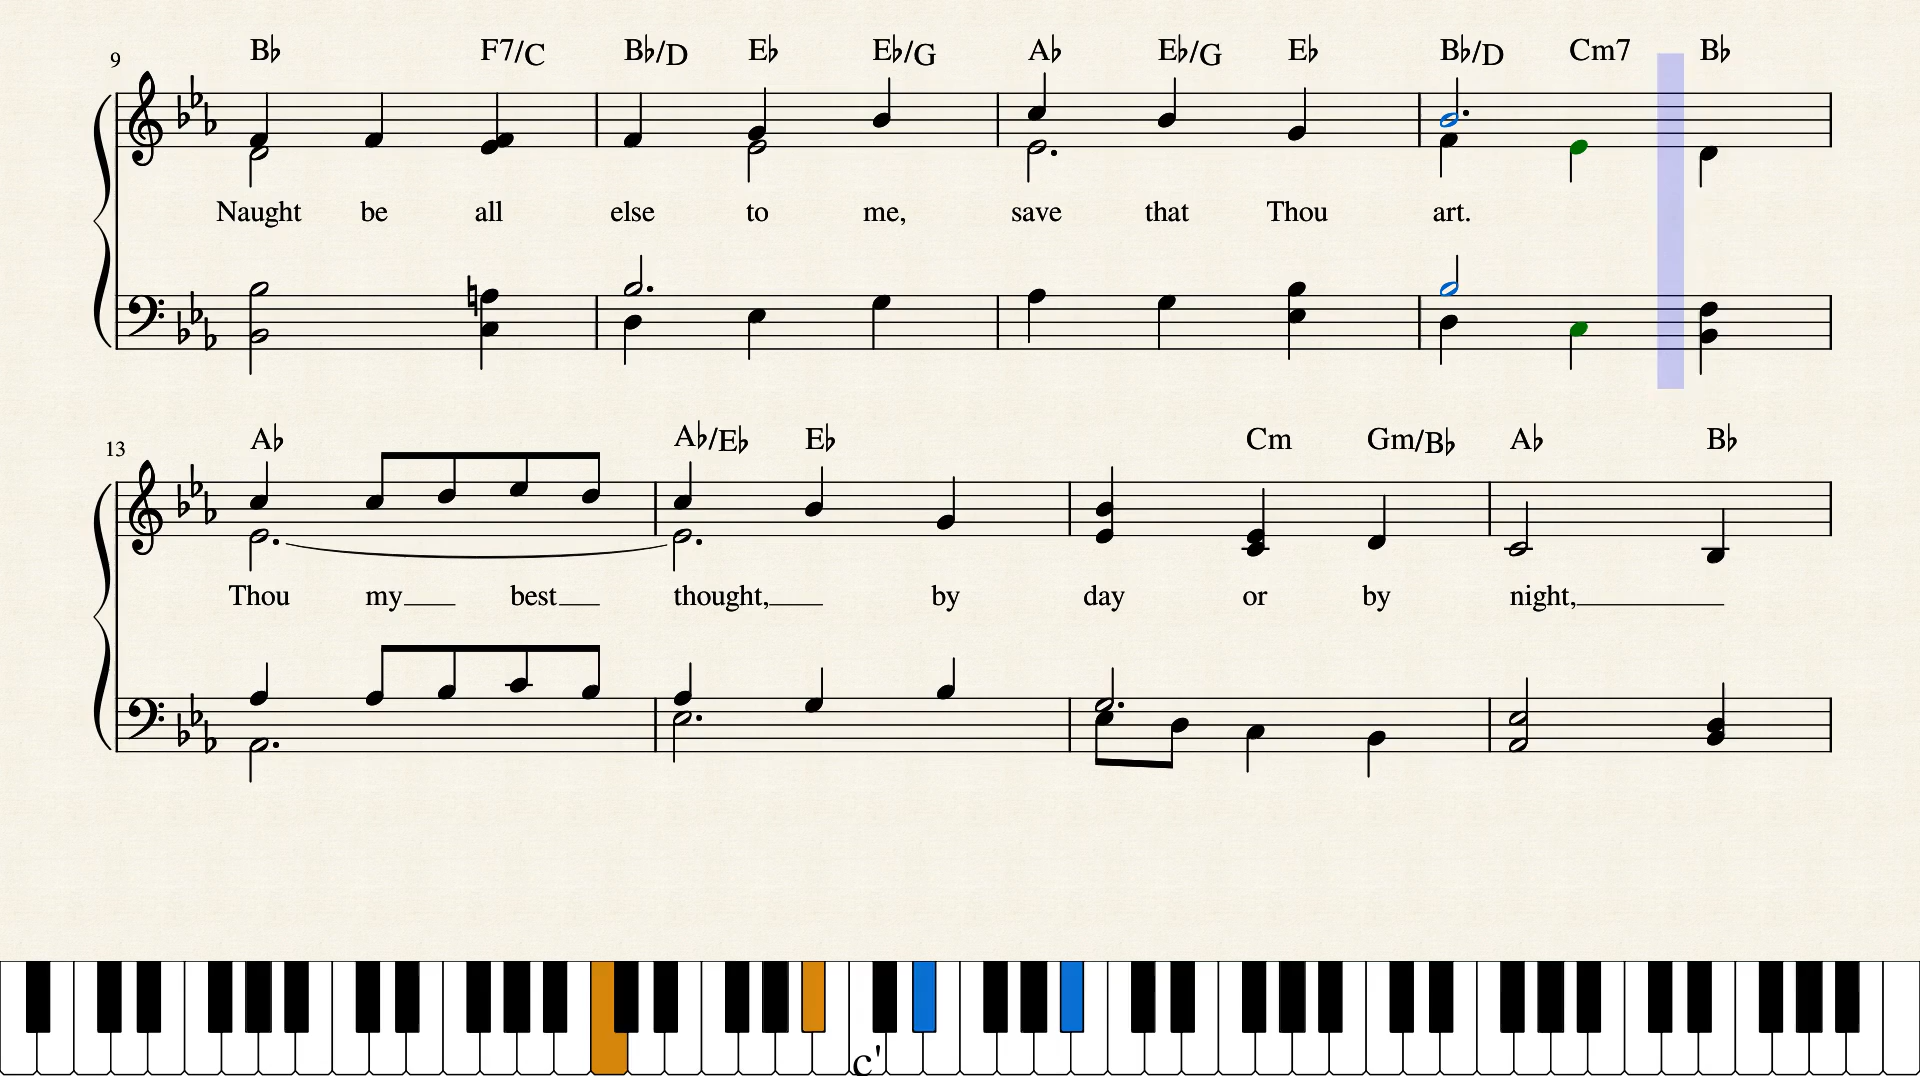 9 B♭ F7/C B♭/D E♭ E♭/G A♭ E♭/G E♭ B♭/D Cm7 B♭
Naught be all else to me, save that Thou art.
13 A♭ A♭/E♭ E♭ Cm Gm/B♭ A♭ B♭
Thou my best thought, by day or by night,
c'